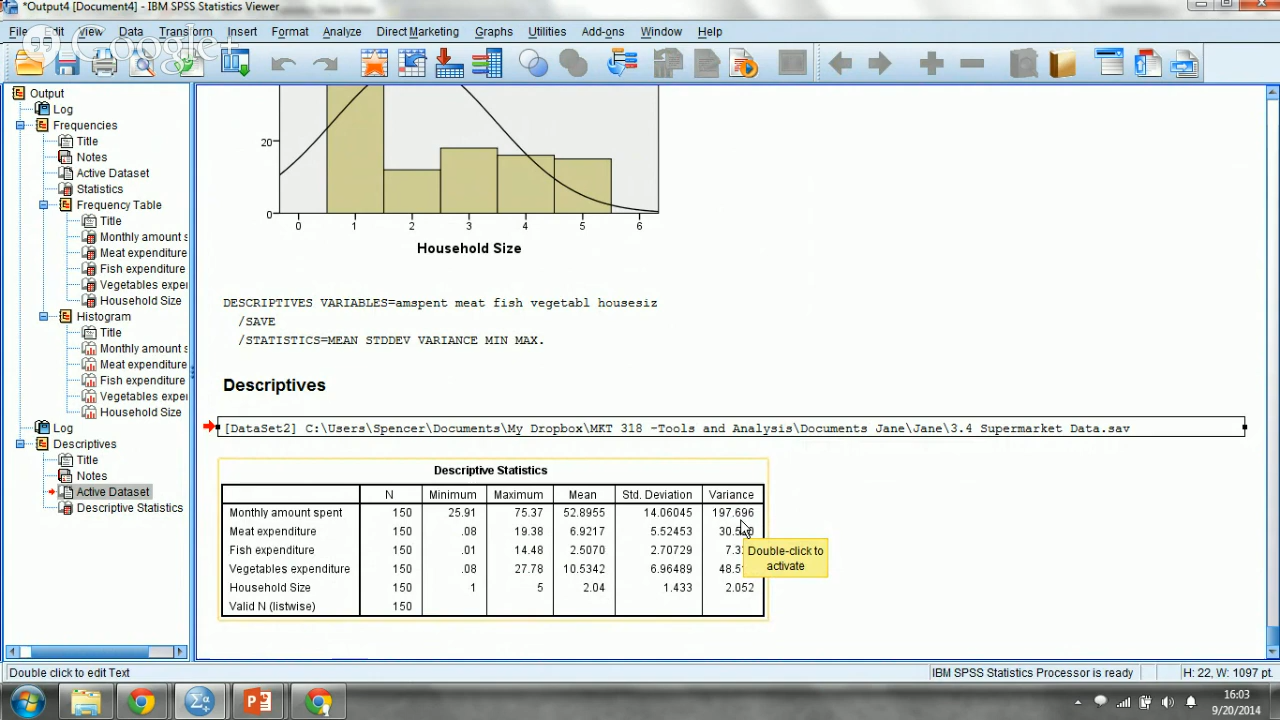 *Output4 [Document4] - IBM SPSS Statistics Viewer
File Edit View Data Transform Insert Format Analyze Direct Marketing Graphs Utilities Add-ons Window Help
Google+
Output
Log
Frequencies
Title
Notes
Active Dataset
Statistics
Frequency Table
Title
Monthly amount s
Meat expenditure
Fish expenditure
Vegetables expe
Household Size
Histogram
Title
Monthly amount s
Meat expenditure
Fish expenditure
Vegetables expe
Household Size
Log
Descriptives
Title
Notes
Active Dataset
Descriptive Statistics
20
0
0 1 2 3 4 5 6
Household Size
DESCRIPTIVES VARIABLES=amspent meat fish vegetabl housesiz
/SAVE
/STATISTICS=MEAN STDDEV VARIANCE MIN MAX.
Descriptives
[DataSet2] C:\Users\Spencer\Documents\My Dropbox\MKT 318 -Tools and Analysis\Documents Jane\Jane\3.4 Supermarket Data.sav
Descriptive Statistics
N Minimum Maximum Mean Std. Deviation Variance
Monthly amount spent 150 25.91 75.37 52.8955 14.06045 197.696
Meat expenditure 150 .08 19.38 6.9217 5.52453
Fish expenditure 150 .01 14.48 2.5070 2.70729
Vegetables expenditure 150 .08 27.78 10.5342 6.96489
Household Size 150 1 5 2.04 1.433 2.052
Valid N (listwise) 150
Double-click to
activate
Double click to edit Text
IBM SPSS Statistics Processor is ready
H: 22, W: 1097 pt.
16:03
9/20/2014